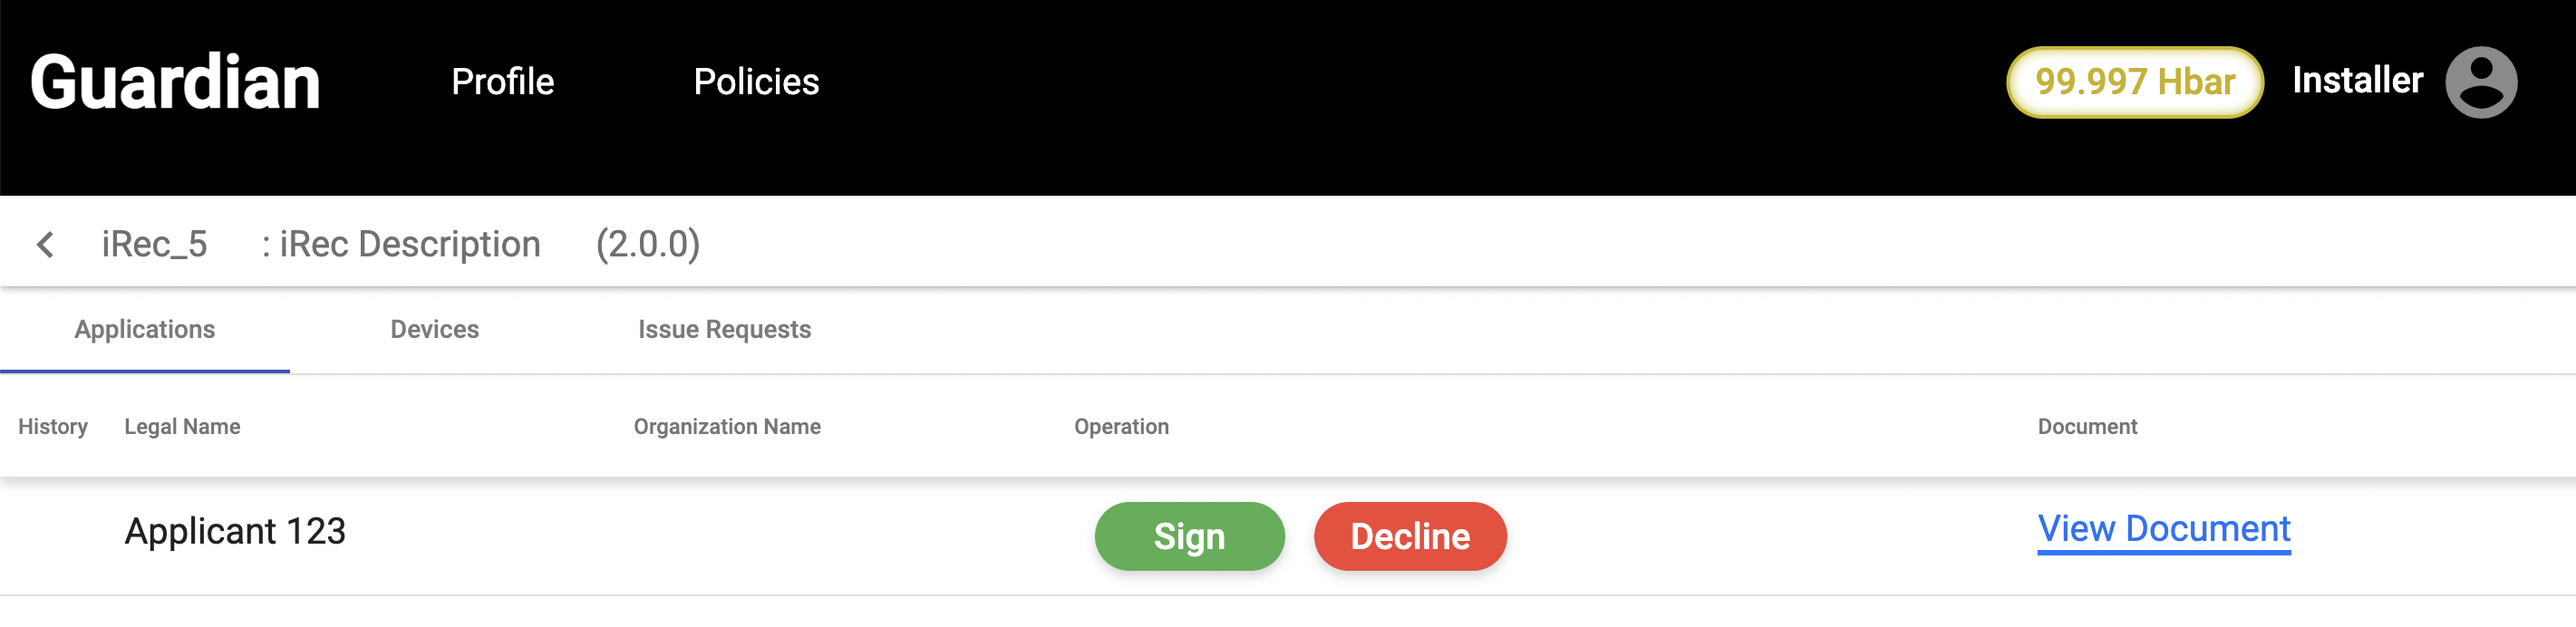 Guardian Profile Policies 99.997 Hbar Installer
iRec_5 : iRec Description (2.0.0)
Applications Devices Issue Requests
History Legal Name Organization Name Operation Document
Applicant 123 Sign Decline View Document